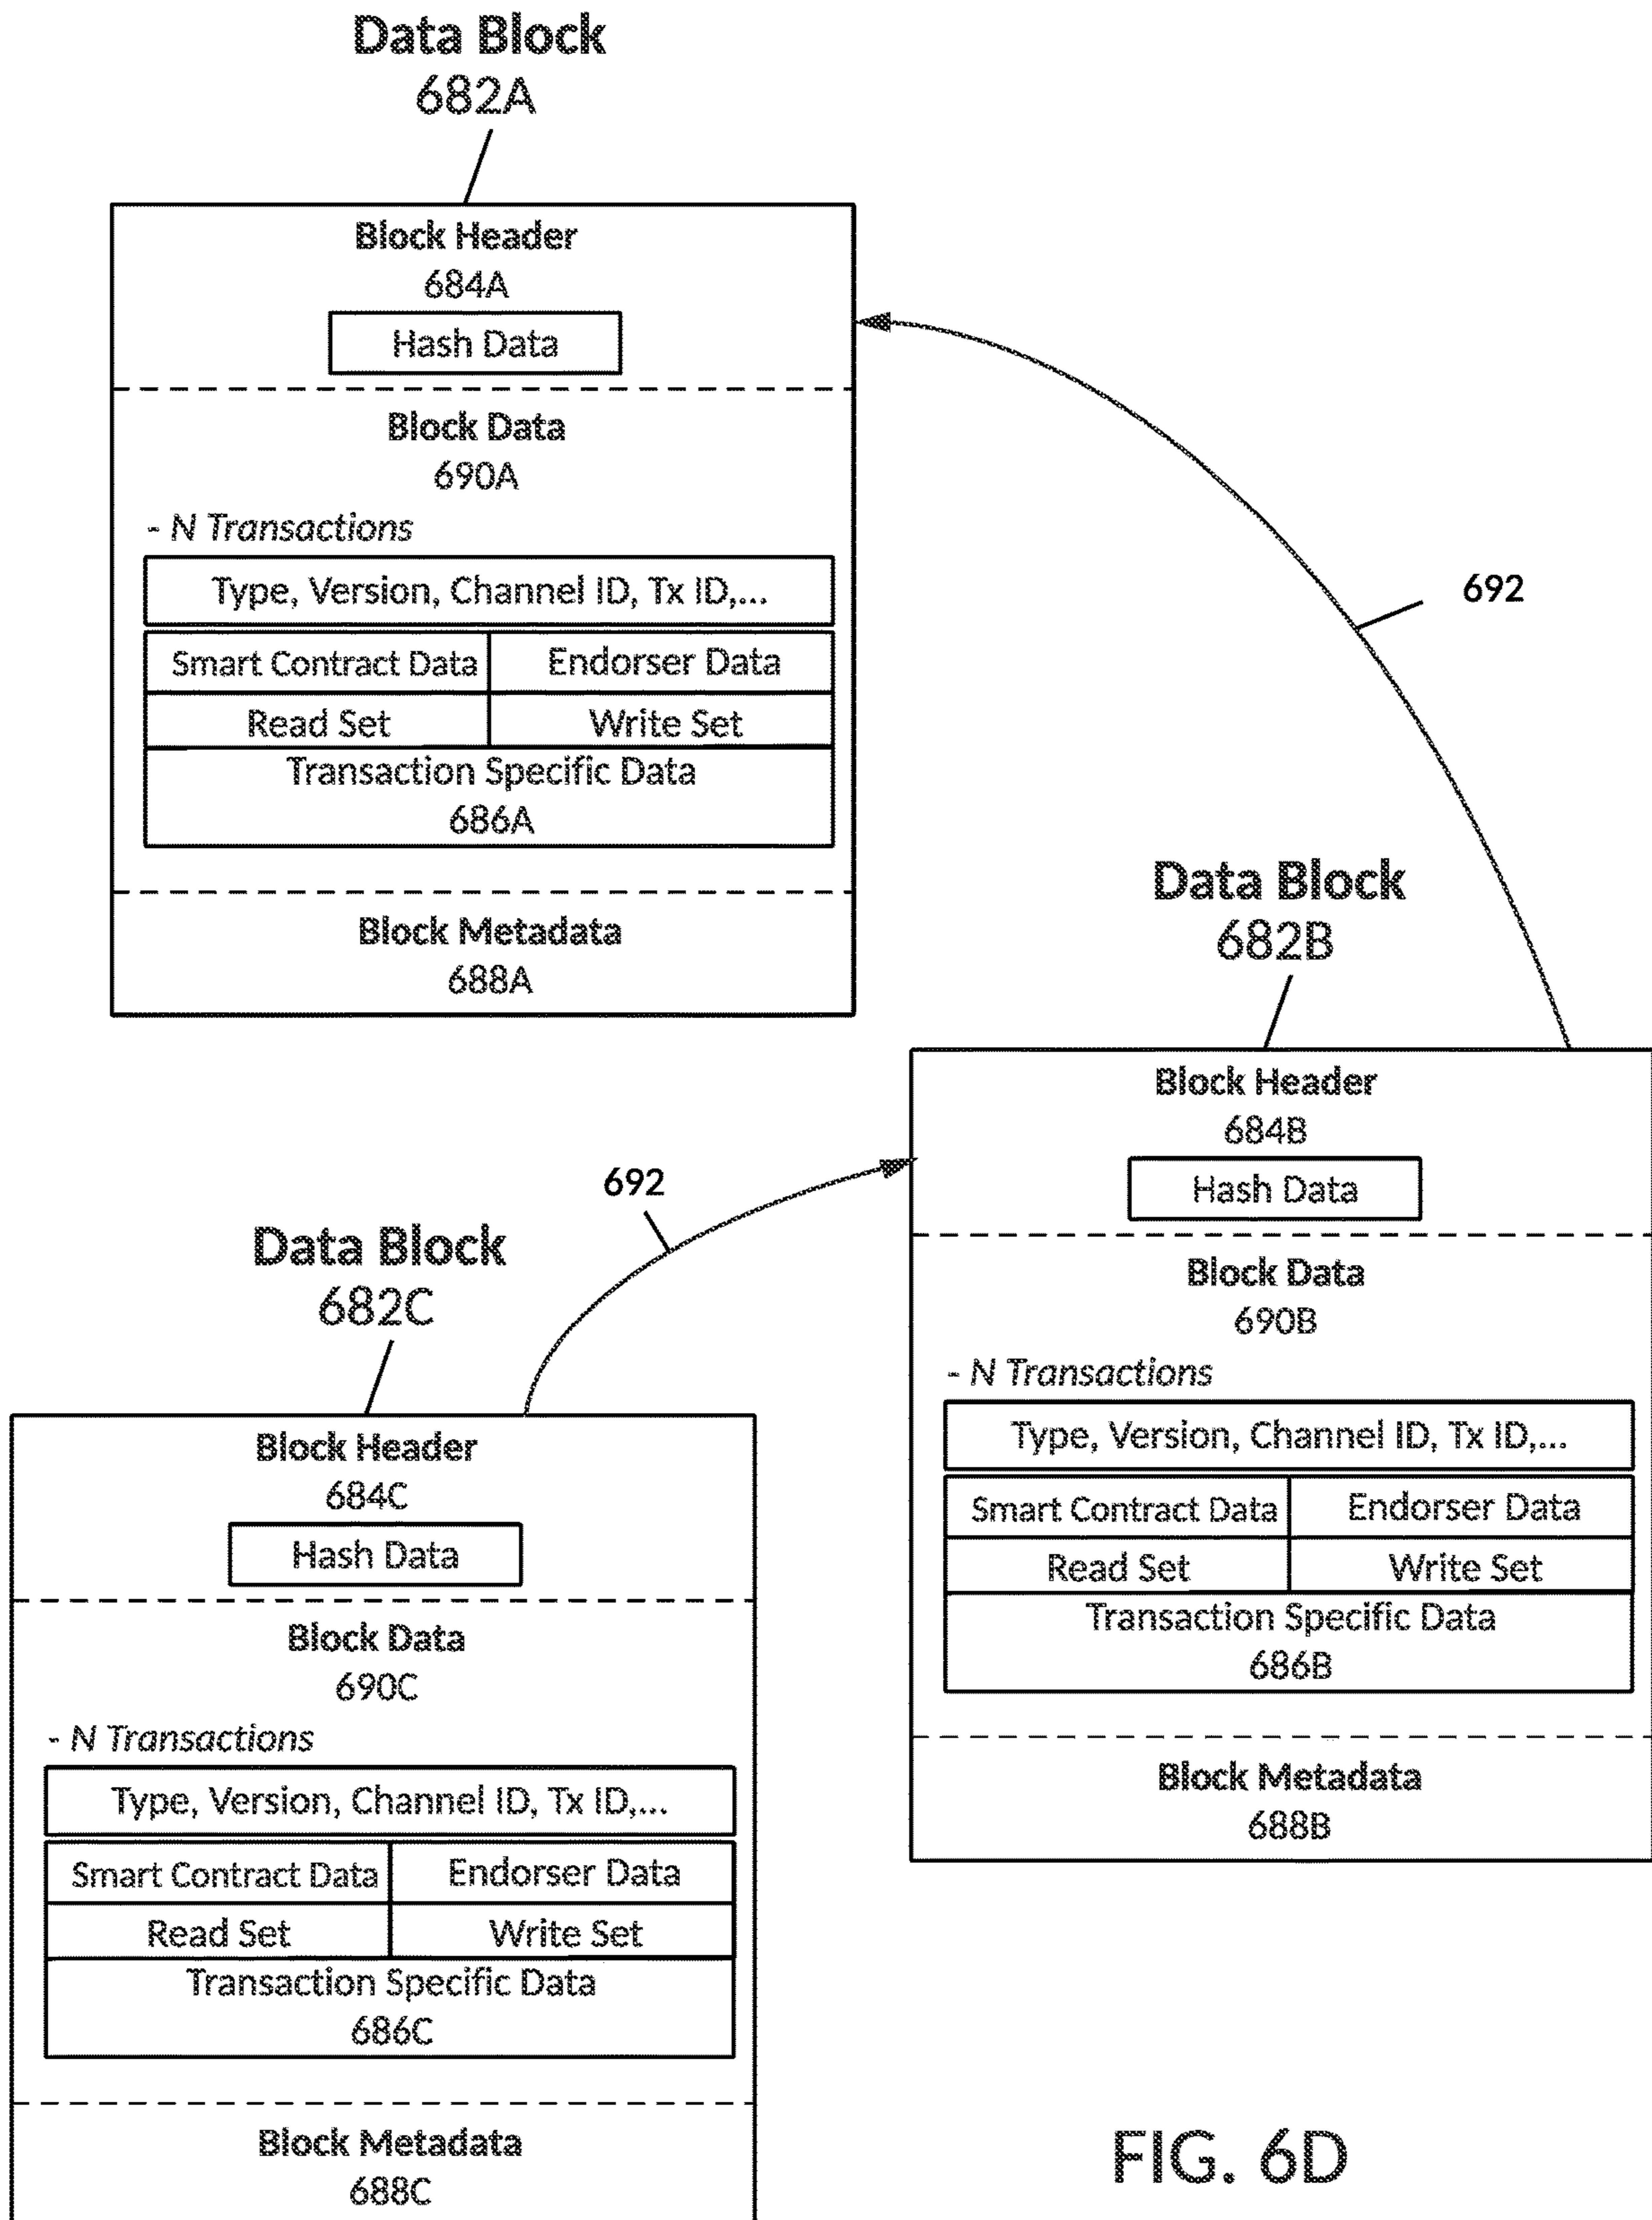 Data Block
682A
Block Header
684A
Hash Data
Block Data
690A
- N Transactions
Type, Version, Channel ID, Tx ID,...
Smart Contract Data
Endorser Data
Read Set
Write Set
Transaction Specific Data
686A
Block Metadata
688A
692
Data Block
682B
Block Header
684B
Hash Data
Block Data
690B
- N Transactions
Type, Version, Channel ID, Tx ID,...
Smart Contract Data
Endorser Data
Read Set
Write Set
Transaction Specific Data
686B
Block Metadata
688B
692
Data Block
682C
Block Header
684C
Hash Data
Block Data
690C
- N Transactions
Type, Version, Channel ID, Tx ID,...
Smart Contract Data
Endorser Data
Read Set
Write Set
Transaction Specific Data
686C
Block Metadata
688C
FIG. 6D